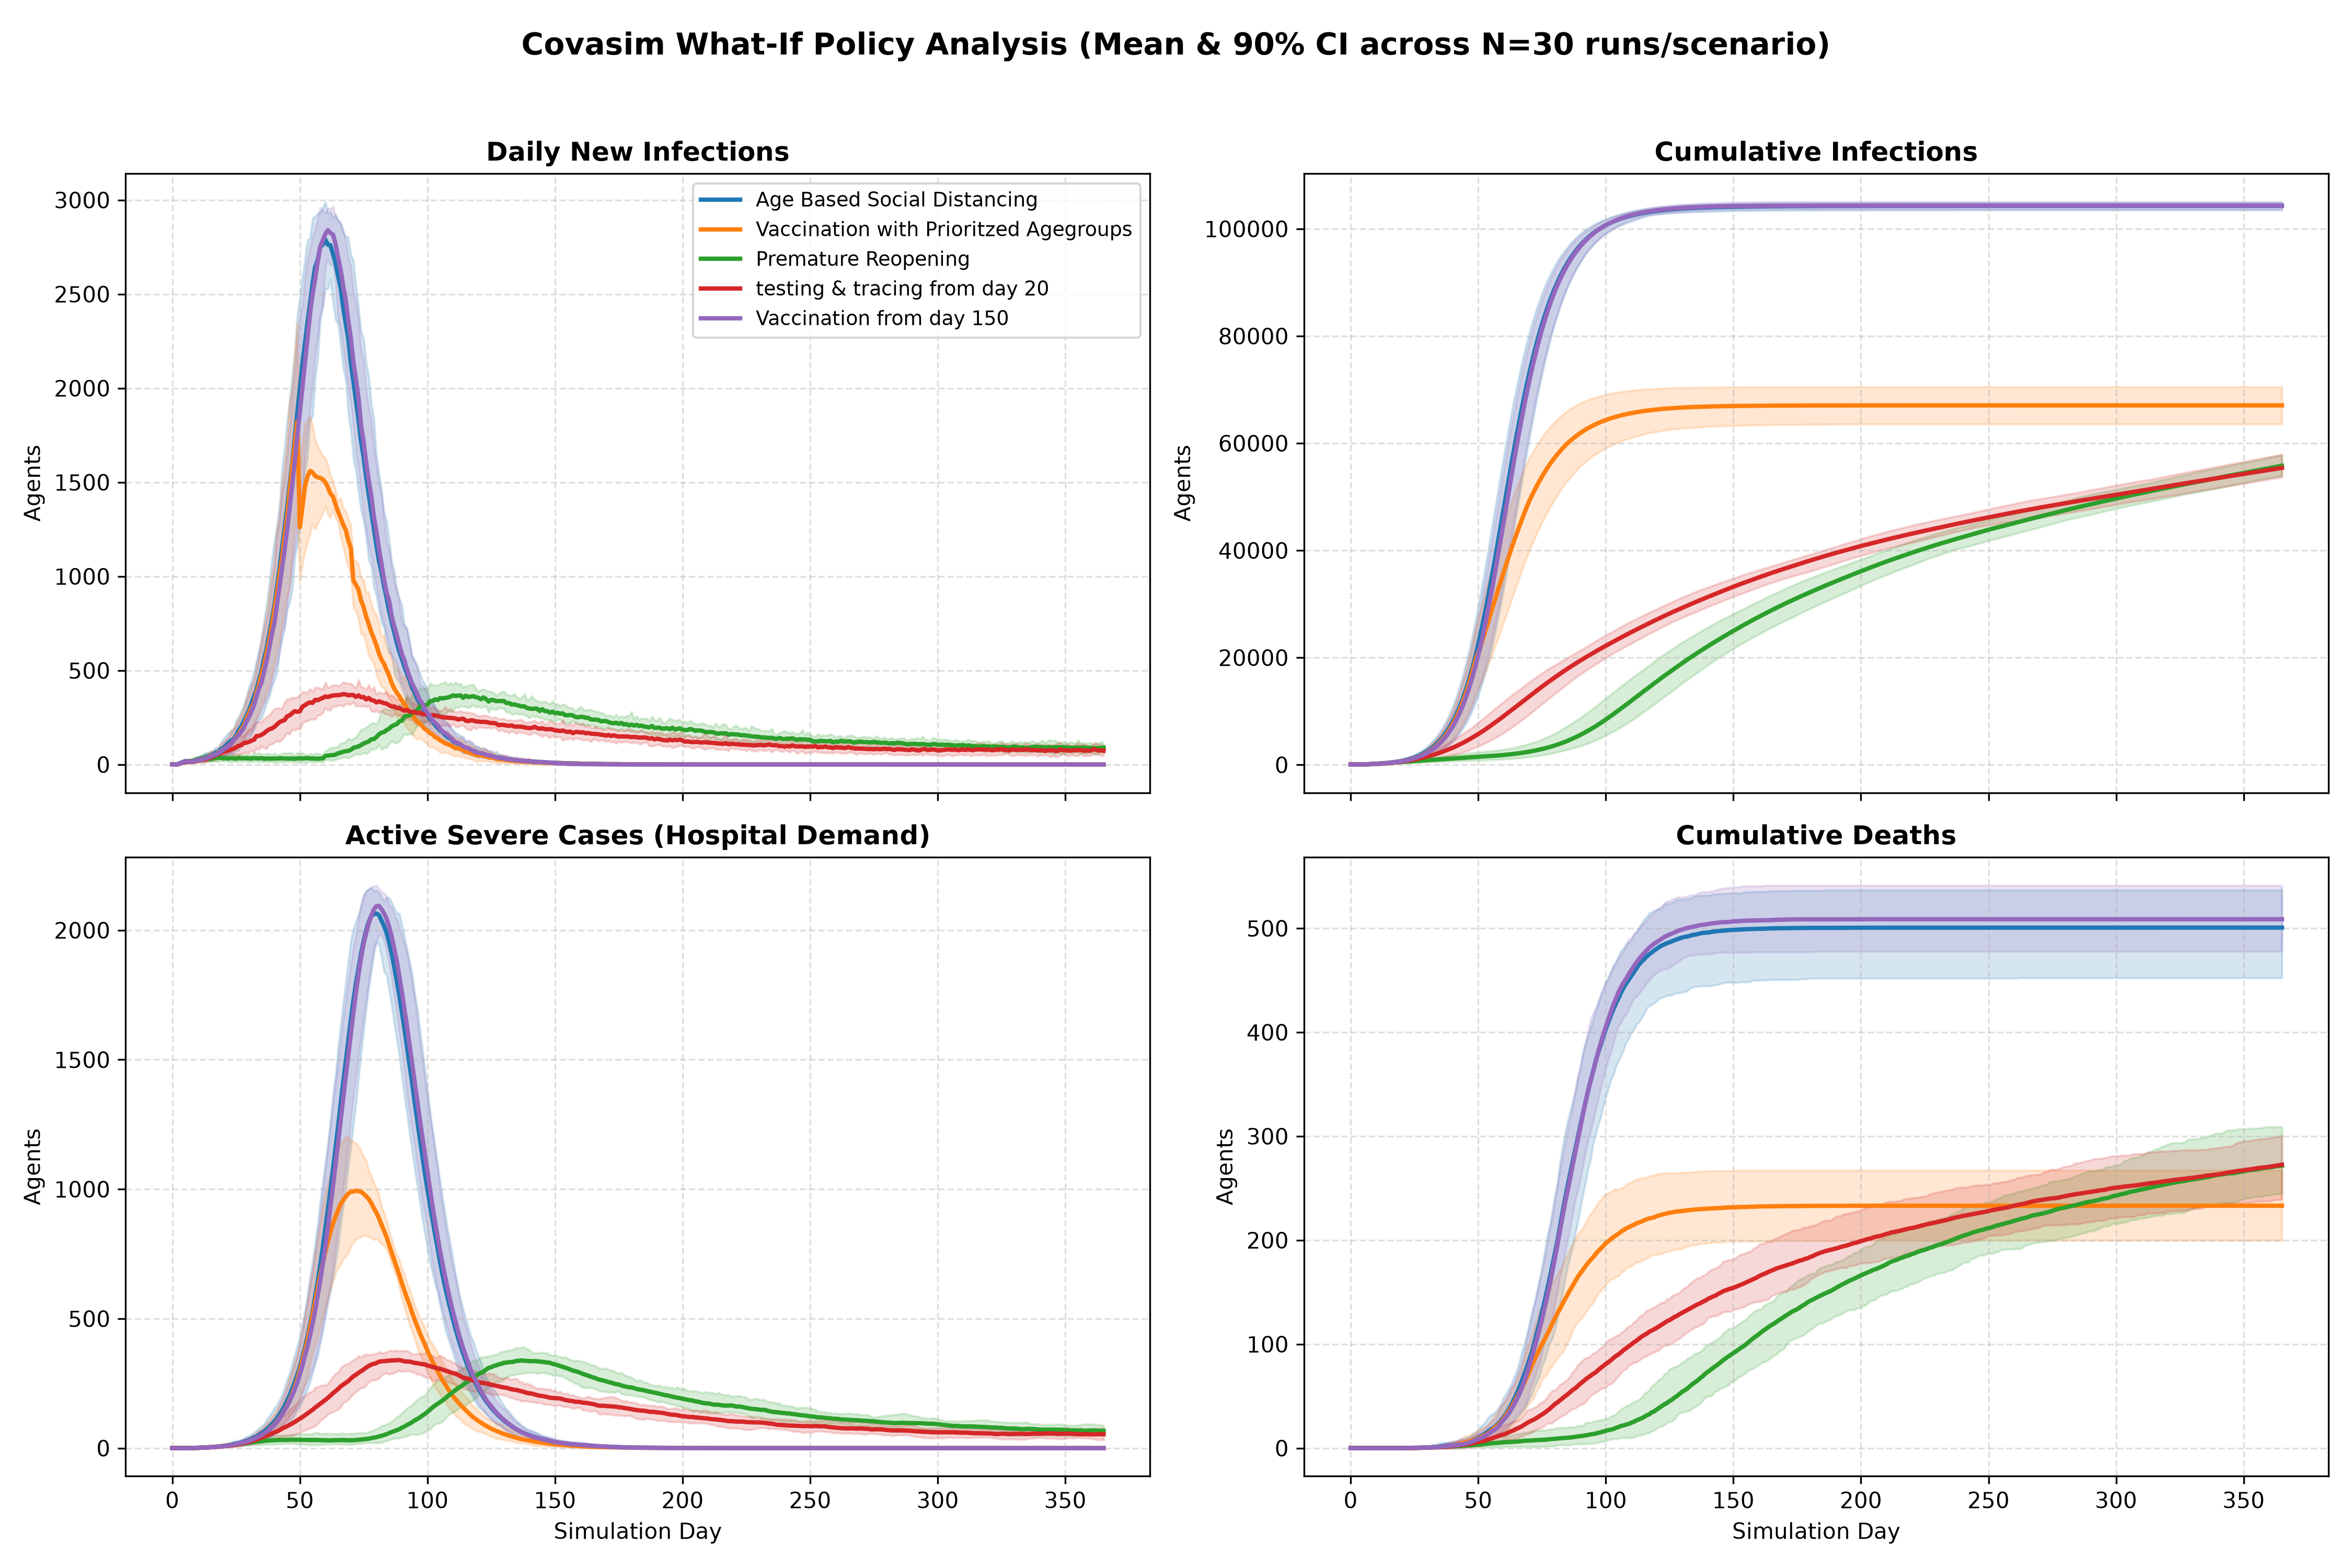 Covasim What-If Policy Analysis (Mean & 90% CI across N=30 runs/scenario)
Daily New Infections
3000
2500
2000
1500
1000
500
0
Agents
Age Based Social Distancing
Vaccination with Prioritzed Agegroups
Premature Reopening
testing & tracing from day 20
Vaccination from day 150
Cumulative Infections
100000
80000
60000
40000
20000
0
Agents
Active Severe Cases (Hospital Demand)
2000
1500
1000
500
0
Agents
0 50 100 150 200 250 300 350
Simulation Day
Cumulative Deaths
500
400
300
200
100
0
Agents
0 50 100 150 200 250 300 350
Simulation Day